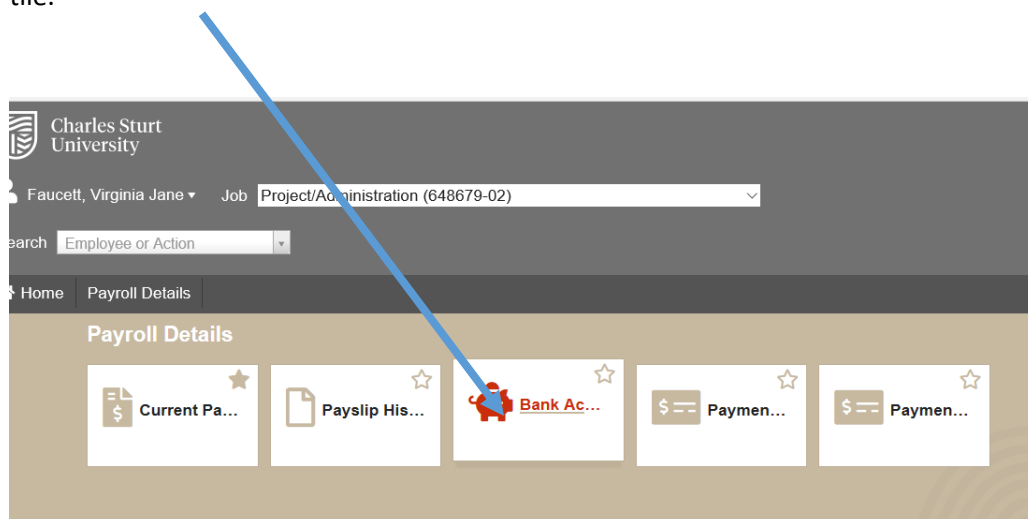 Charles Sturt
University
Faucett, Virginia Jane Job Project/Administration (648679-02)
earch Employee or Action
Home Payroll Details
Payroll Details
Current Pa... Payslip His... Bank Ac... Paymen... Paymen...